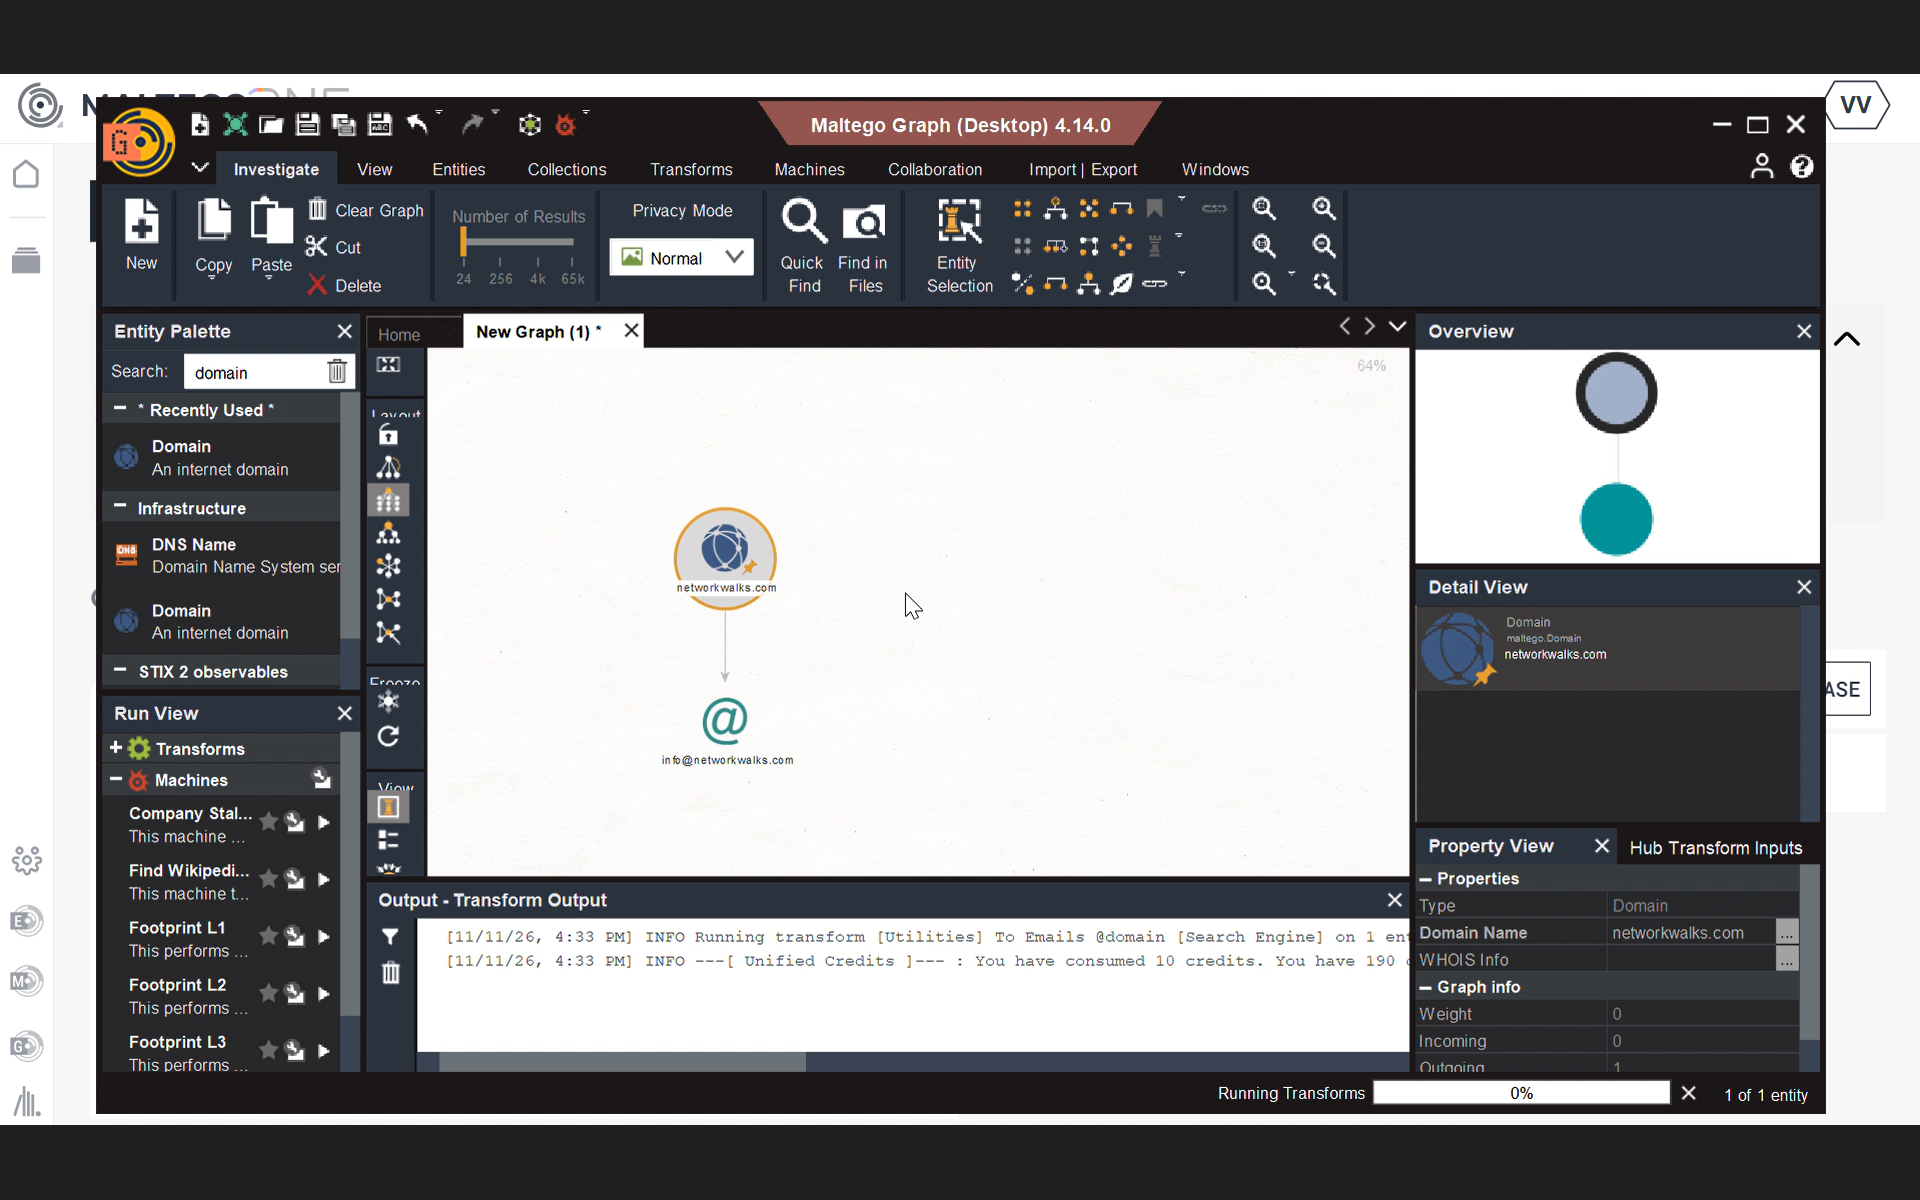 VV
Maltego Graph (Desktop) 4.14.0
Investigate View Entities Collections Transforms Machines Collaboration Import | Export Windows
New
Copy
Paste
Clear Graph
Cut
Delete
Number of Results
24 256 4k 65k
Privacy Mode
Normal
Quick
Find
Find in
Files
Entity
Selection
Entity Palette
Search: domain
* Recently Used *
Domain
An internet domain
Infrastructure
DNS Name
Domain Name System ser
Domain
An internet domain
STIX 2 observables
Run View
Transforms
Machines
Company Stal...
This machine ...
Find Wikipedi...
This machine t...
Footprint L1
This performs ...
Footprint L2
This performs ...
Footprint L3
This performs ...
Home
New Graph (1) *
64%
Layout
Freeze
View
networkwalks.com
@
info@networkwalks.com
Output - Transform Output
[11/11/26, 4:33 PM] INFO Running transform [Utilities] To Emails @domain [Search Engine] on 1 ent
[11/11/26, 4:33 PM] INFO ---[ Unified Credits ]--- : You have consumed 10 credits. You have 190
Overview
Detail View
Domain
maltego.Domain
networkwalks.com
Property View
Hub Transform Inputs
Properties
Type Domain
Domain Name networkwalks.com ...
WHOIS Info ...
Graph info
Weight 0
Incoming 0
Outgoing 1
Running Transforms 0% 1 of 1 entity
ASE